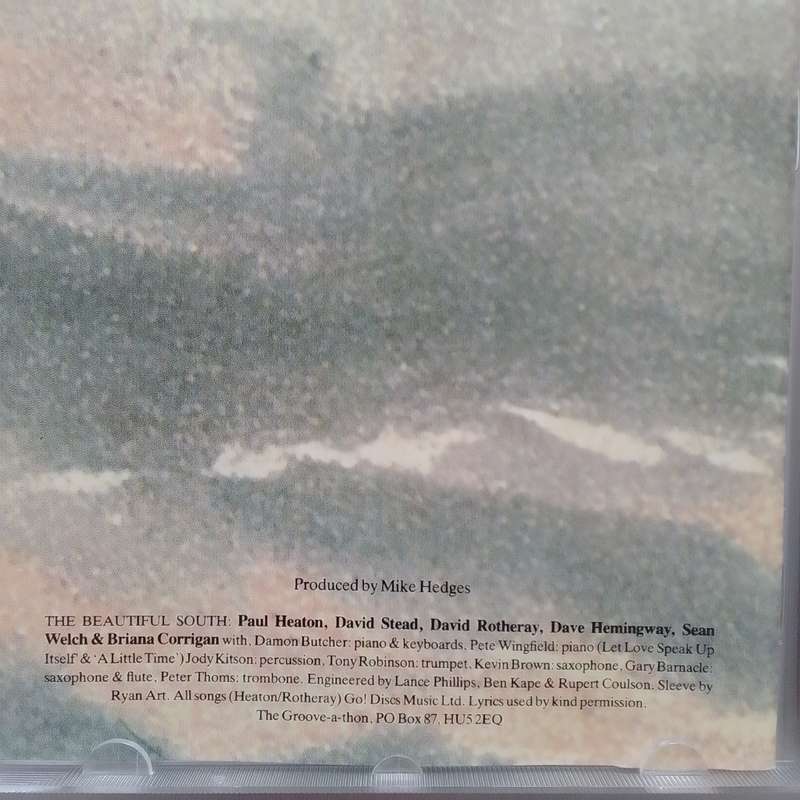 Produced by Mike Hedges
THE BEAUTIFUL SOUTH: Paul Heaton, David Stead, David Rotheray, Dave Hemingway, Sean
Welch & Briana Corrigan with, Damon Butcher: piano & keyboards, Pete Wingfield: piano (Let Love Speak Up
Itself' & 'A Little Time') Jody Kitson: percussion, Tony Robinson: trumpet, Kevin Brown: saxophone, Gary Barnacle:
saxophone & flute, Peter Thoms: trombone. Engineered by Lance Phillips, Ben Kape & Rupert Coulson. Sleeve by
Ryan Art. All songs (Heaton/Rotheray) Go! Discs Music Ltd. Lyrics used by kind permission.
The Groove-a-thon, PO Box 87, HU5 2EQ